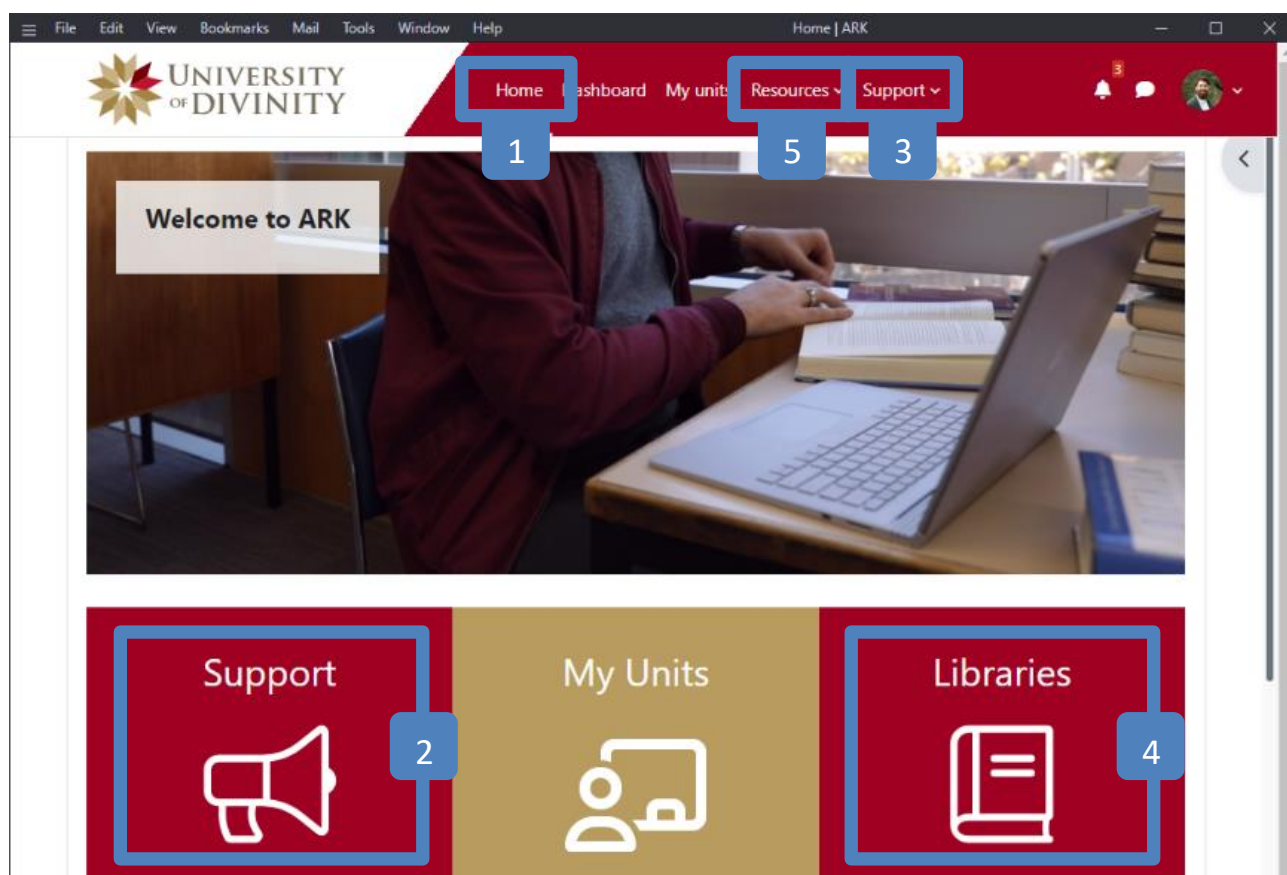 File Edit View Bookmarks Mail Tools Window Help Home | ARK
UNIVERSITY
OF DIVINITY
Home Dashboard My units Resources Support
3
1 5 3
Welcome to ARK
Support My Units Libraries
2 4